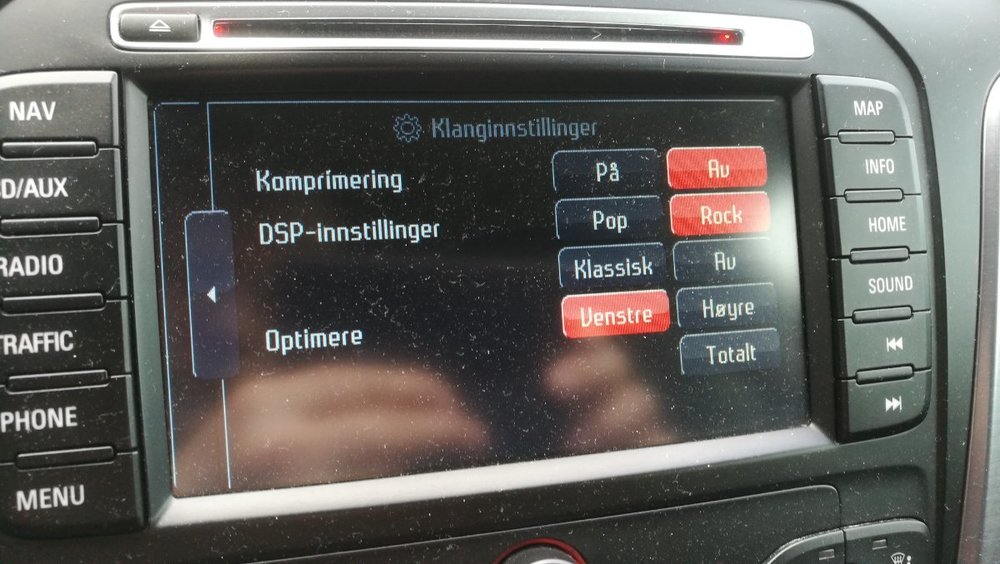 NAV
D/AUX
RADIO
TRAFFIC
PHONE
MENU
Klanginnstillinger
Komprimering På Av
DSP-innstillinger Pop Rock
Klassisk Av
Optimere Venstre Høyre
Totalt
MAP
INFO
HOME
SOUND